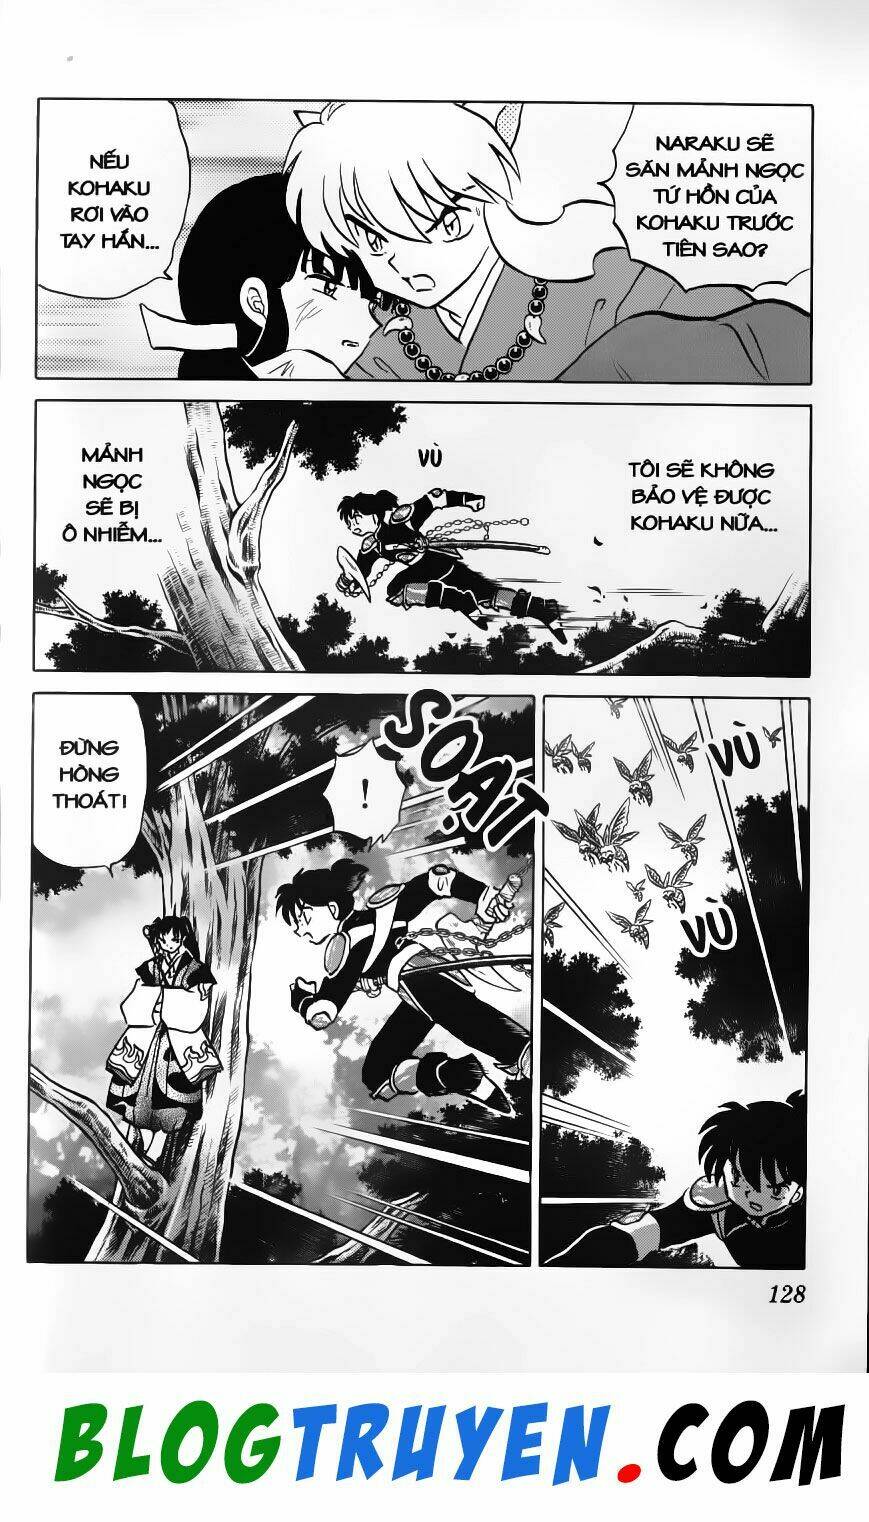 NARAKU SẼ
SĂN MẢNH NGỌC
TỨ HỒN CỦA
KOHAKU TRƯỚC
TIÊN SAO?
NẾU
KOHAKU
RƠI VÀO
TAY HẮN...
TÔI SẼ KHÔNG
BẢO VỆ ĐƯỢC
KOHAKU NỮA...
VÙ
MẢNH
NGỌC
SẼ BỊ
Ô NHIỄM...
VÙ
VÙ
SOẠT
!
ĐỪNG
HÒNG
THOÁT!
128
BLOGTRUYEN.COM